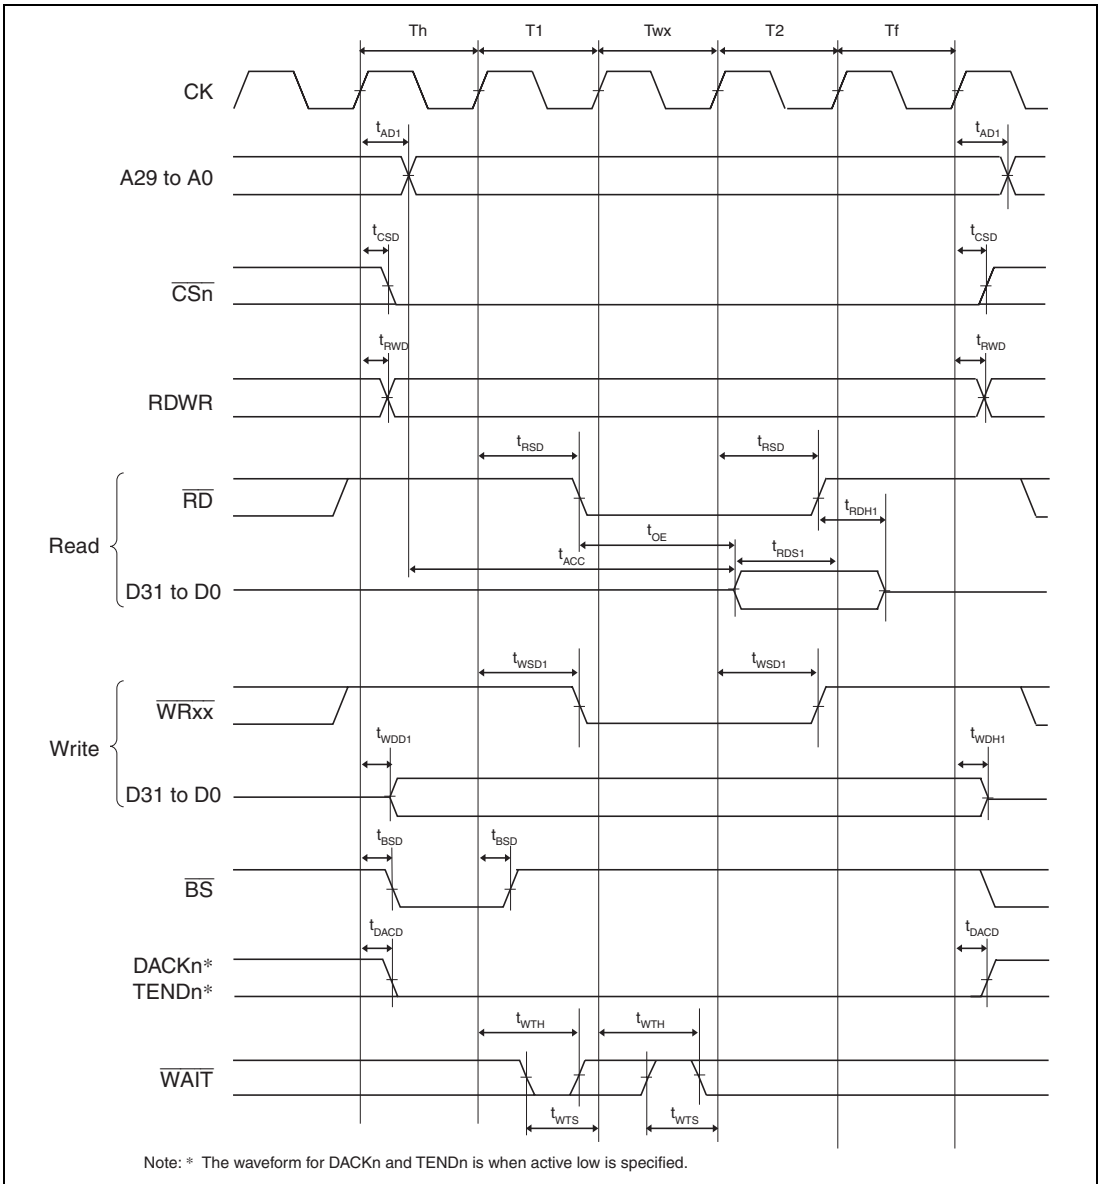 Th T1 Twx T2 Tf
CK
tAD1 tAD1
A29 to A0
tCSD tCSD
CSn
tRWD tRWD
RDWR
tRSD tRSD
RD
tRDH1
Read
tOE
tACC tRDS1
D31 to D0
tWSD1 tWSD1
WRxx
Write
tWDD1 tWDH1
D31 to D0
tBSD tBSD
BS
tDACD tDACD
DACKn*
TENDn*
tWTH tWTH
WAIT
tWTS tWTS
Note: * The waveform for DACKn and TENDn is when active low is specified.